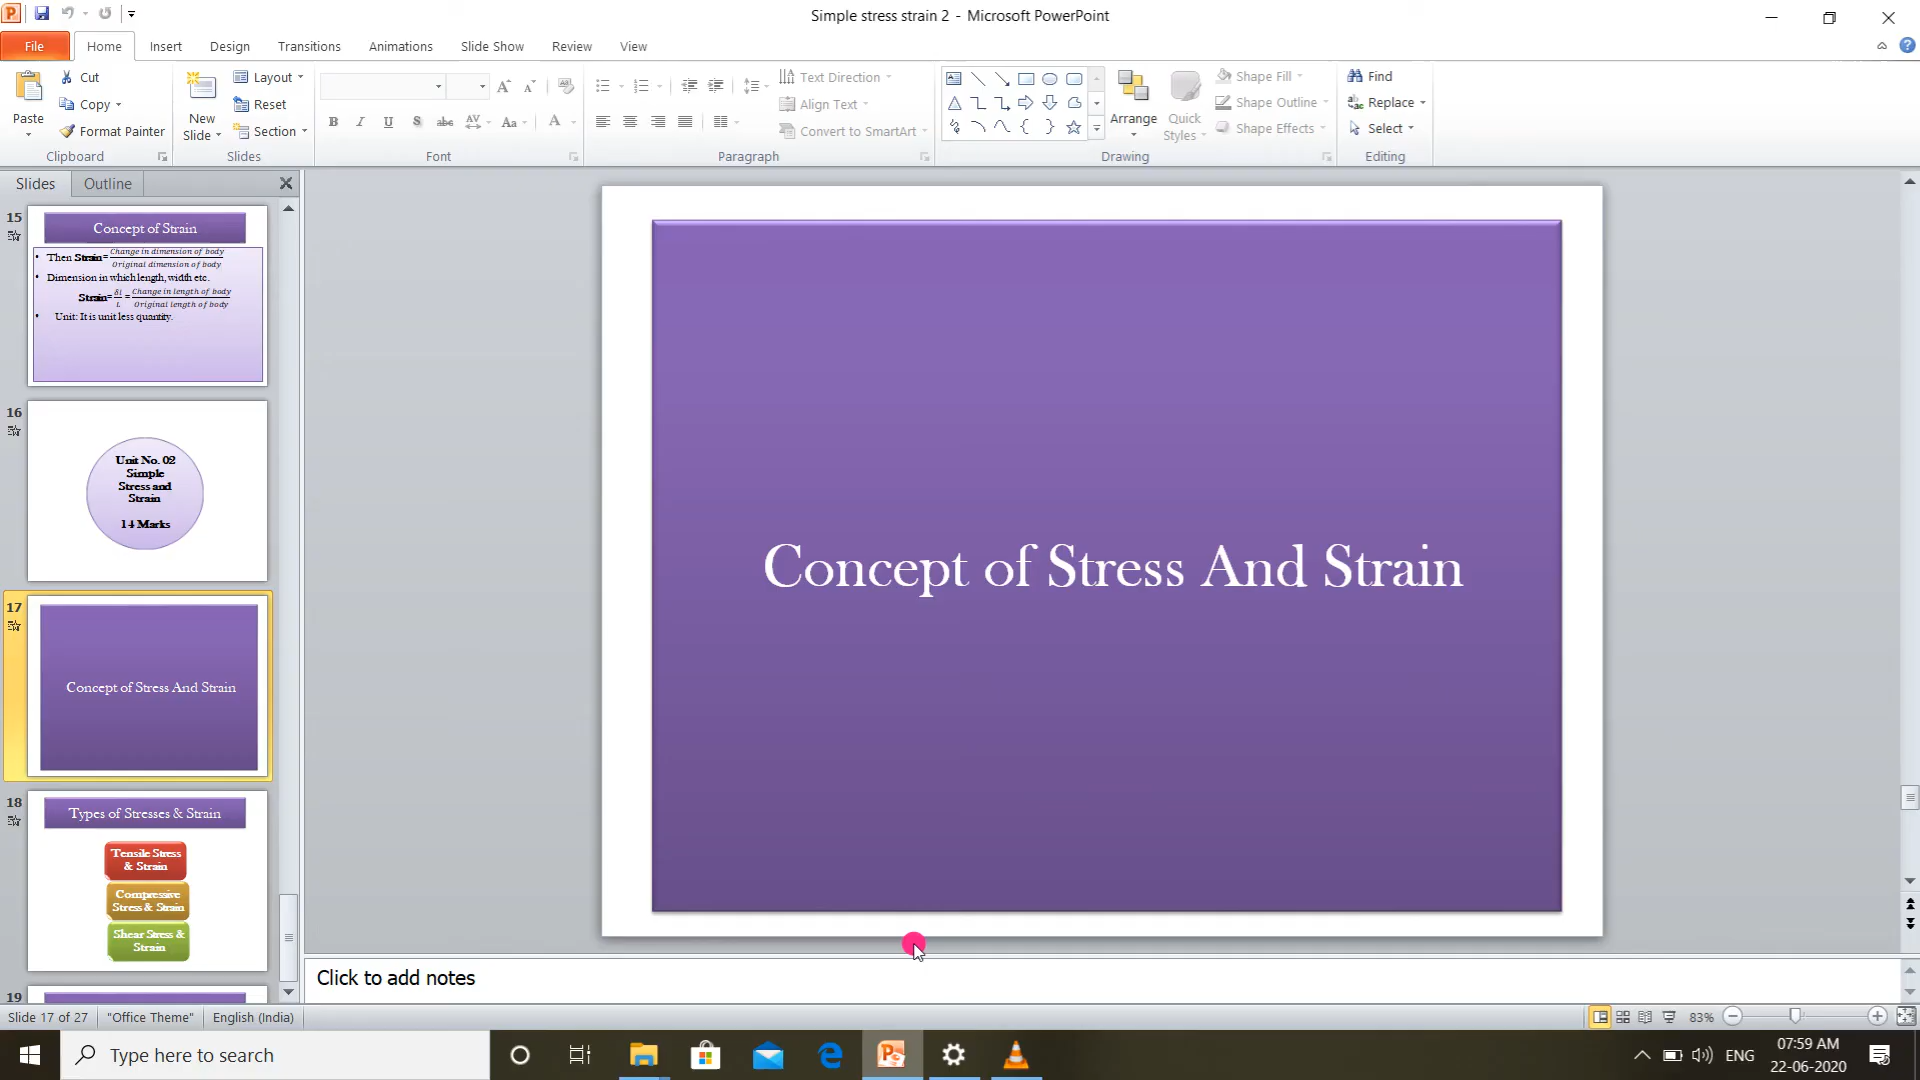 Simple stress strain 2 - Microsoft PowerPoint
File Home Insert Design Transitions Animations Slide Show Review View
Paste
Cut
Copy
Format Painter
Clipboard
New
Slide
Layout
Reset
Section
Slides
B I U S abc AV Aa A
Font
Text Direction
Align Text
Convert to SmartArt
Paragraph
Arrange
Quick
Styles
Shape Fill
Shape Outline
Shape Effects
Drawing
Find
Replace
Select
Editing
Slides Outline
15
Concept of Strain
• Then Strain= Change in dimension of body / Original dimension of body
• Dimension in which length, width etc.
Strain= δl / L = Change in length of body / Original length of body
• Unit: It is unit less quantity.
16
Unit No. 02
Simple
Stress and
Strain
14 Marks
17
Concept of Stress And Strain
18
Types of Stresses & Strain
Tensile Stress
& Strain
Compressive
Stress & Strain
Shear Stress &
Strain
19
Concept of Stress And Strain
Click to add notes
Slide 17 of 27 "Office Theme" English (India) 83%
Type here to search
ENG
07:59 AM
22-06-2020